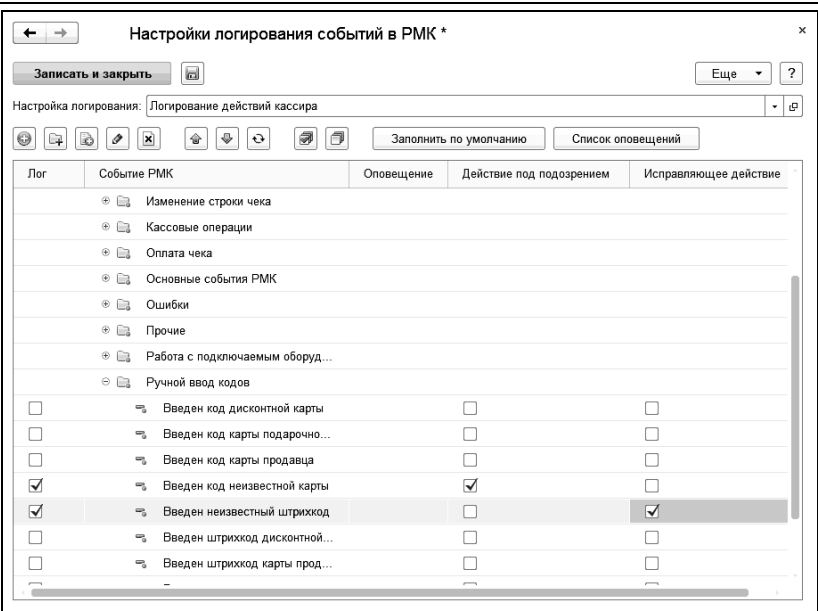 Настройки логирования событий в РМК *
Записать и закрыть Еще ?
Настройка логирования: Логирование действий кассира
Заполнить по умолчанию Список оповещений
Лог Событие РМК Оповещение Действие под подозрением Исправляющее действие
Изменение строки чека
Кассовые операции
Оплата чека
Основные события РМК
Ошибки
Прочие
Работа с подключаемым оборуд...
Ручной ввод кодов
Введен код дисконтной карты
Введен код карты подарочно...
Введен код карты продавца
Введен код неизвестной карты
Введен неизвестный штрихкод
Введен штрихкод дисконтной...
Введен штрихкод карты прод...